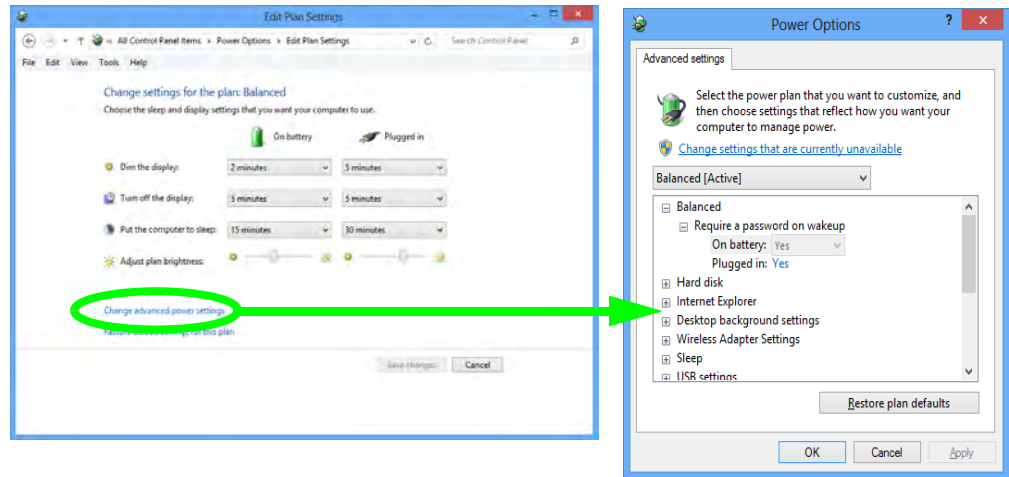 Edit Plan Settings
« All Control Panel Items ▸ Power Options ▸ Edit Plan Settings
Search Control Panel
File Edit View Tools Help
Change settings for the plan: Balanced
Choose the sleep and display settings that you want your computer to use.
On battery Plugged in
Dim the display: 2 minutes 5 minutes
Turn off the display: 5 minutes 5 minutes
Put the computer to sleep: 15 minutes 30 minutes
Adjust plan brightness:
Change advanced power settings
for this plan
Save changes Cancel
Power Options
?
Advanced settings
Select the power plan that you want to customize, and
then choose settings that reflect how you want your
computer to manage power.
Change settings that are currently unavailable
Balanced [Active]
Balanced
Require a password on wakeup
On battery: Yes
Plugged in: Yes
Hard disk
Internet Explorer
Desktop background settings
Wireless Adapter Settings
Sleep
USB settings
Restore plan defaults
OK Cancel Apply